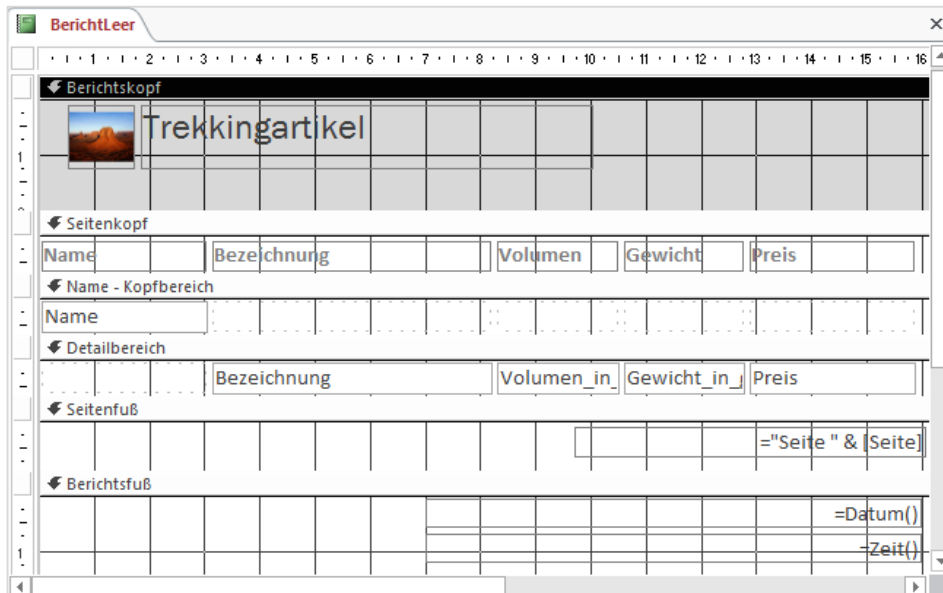 BerichtLeer
1 2 3 4 5 6 7 8 9 10 11 12 13 14 15 16
Berichtskopf
Trekkingartikel
1
Seitenkopf
Name Bezeichnung Volumen Gewicht Preis
Name - Kopfbereich
Name
Detailbereich
Bezeichnung Volumen_in_ Gewicht_in_ Preis
Seitenfuß
="Seite " & [Seite]
Berichtsfuß
=Datum()
=Zeit()
1